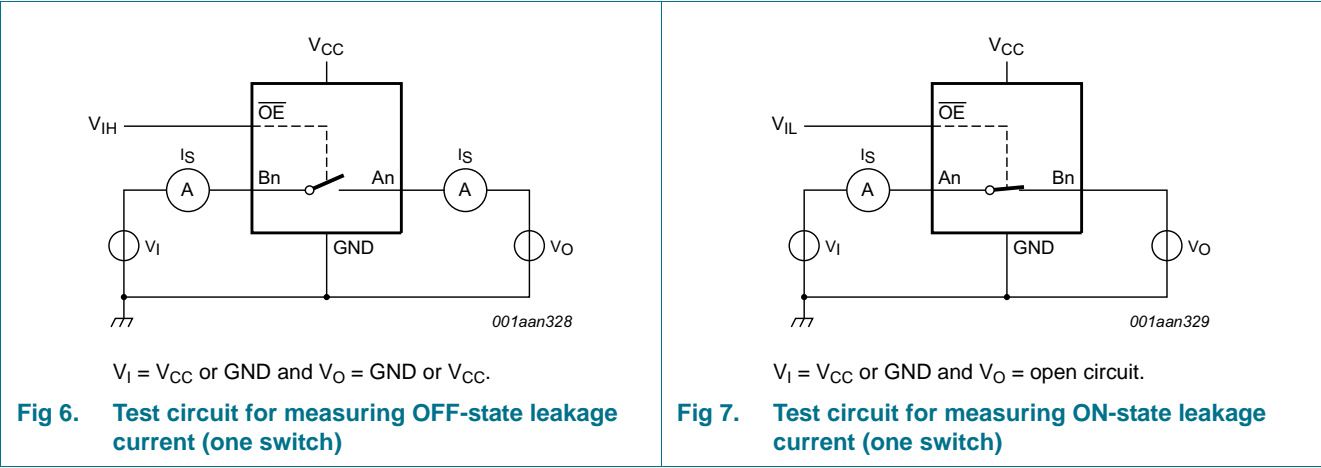 VCC
OE
VIH
IS
IS
A
Bn
An
A
VI
GND
VO
001aan328
VI = VCC or GND and VO = GND or VCC.
Fig 6. Test circuit for measuring OFF-state leakage
current (one switch)
VCC
OE
VIL
IS
A
An
Bn
VI
GND
VO
001aan329
VI = VCC or GND and VO = open circuit.
Fig 7. Test circuit for measuring ON-state leakage
current (one switch)